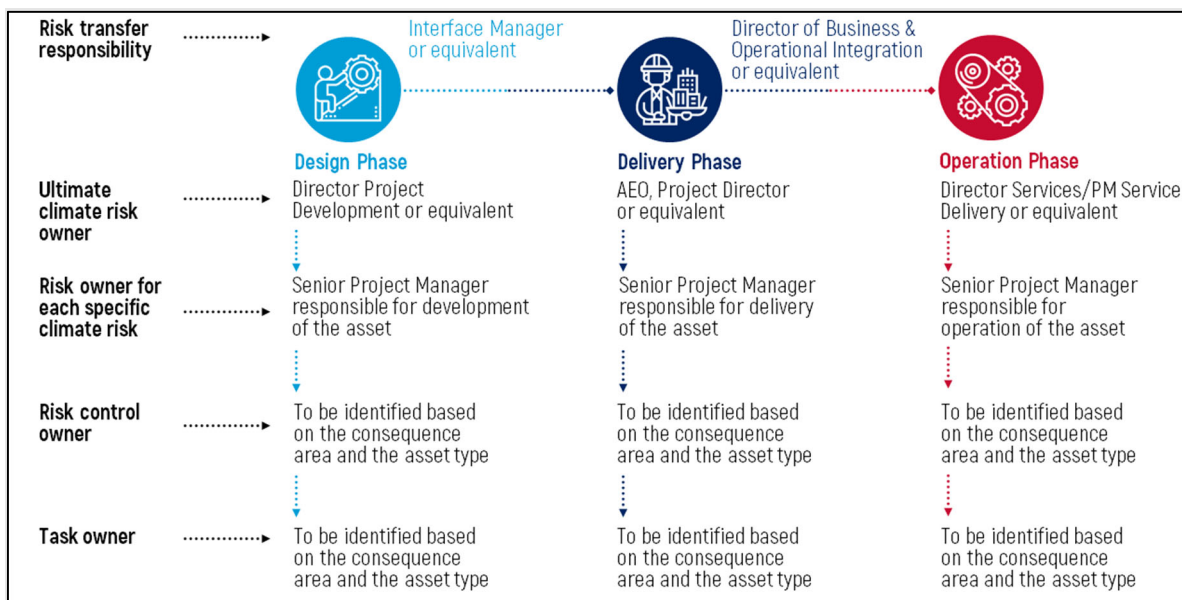 Risk transfer
responsibility
Interface Manager
or equivalent
Director of Business &
Operational Integration
or equivalent
Design Phase
Delivery Phase
Operation Phase
Ultimate
climate risk
owner
Director Project
Development or equivalent
AEO, Project Director
or equivalent
Director Services/PM Service
Delivery or equivalent
Risk owner for
each specific
climate risk
Senior Project Manager
responsible for development
of the asset
Senior Project Manager
responsible for delivery
of the asset
Senior Project Manager
responsible for
operation of the asset
Risk control
owner
To be identified based
on the consequence
area and the asset type
To be identified based
on the consequence
area and the asset type
To be identified based
on the consequence
area and the asset type
Task owner
To be identified based
on the consequence
area and the asset type
To be identified based
on the consequence
area and the asset type
To be identified based
on the consequence
area and the asset type